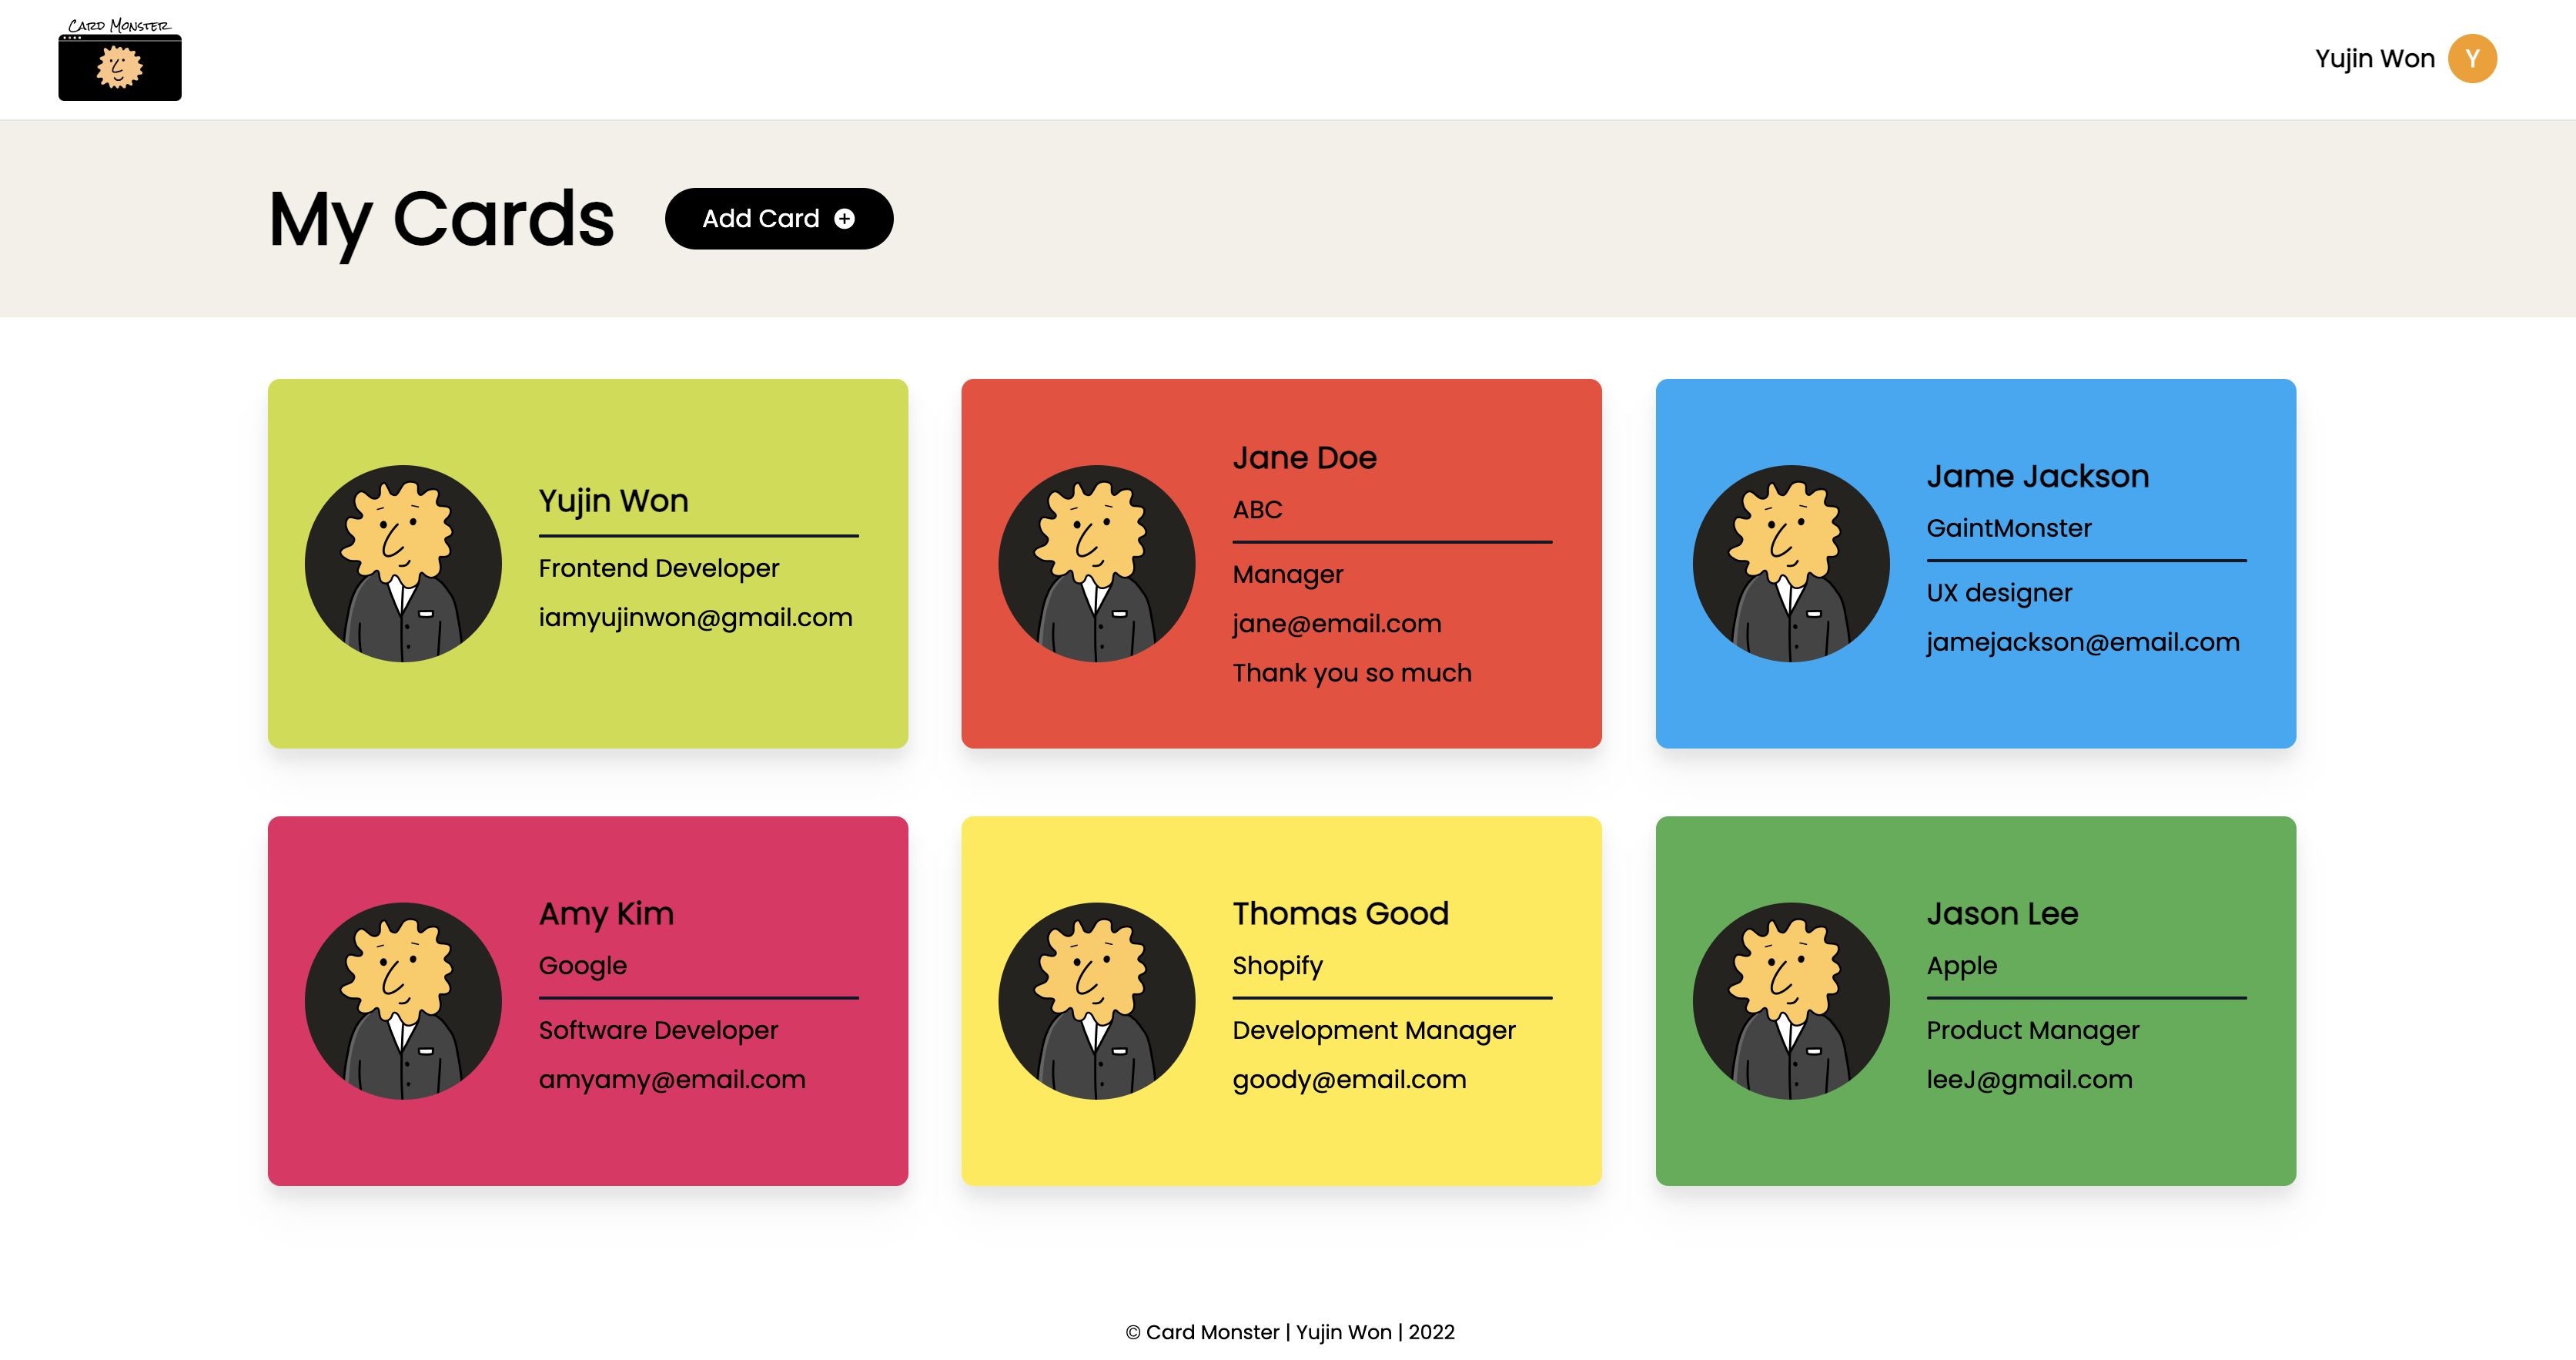 Card Monster
Yujin Won
Y
My Cards
Add Card
Yujin Won
Frontend Developer
iamyujinwon@gmail.com
Jane Doe
ABC
Manager
jane@email.com
Thank you so much
Jame Jackson
GaintMonster
UX designer
jamejackson@email.com
Amy Kim
Google
Software Developer
amyamy@email.com
Thomas Good
Shopify
Development Manager
goody@email.com
Jason Lee
Apple
Product Manager
leeJ@gmail.com
© Card Monster | Yujin Won | 2022